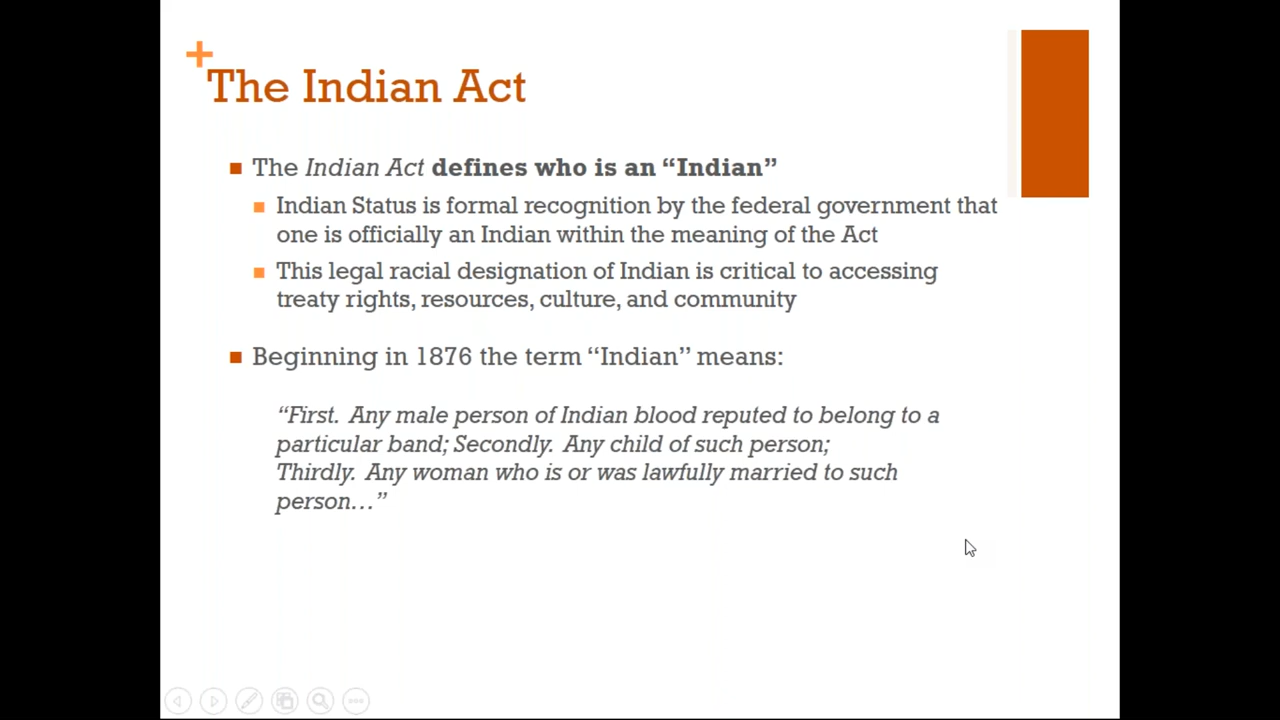 The Indian Act
The Indian Act defines who is an “Indian”
Indian Status is formal recognition by the federal government that
one is officially an Indian within the meaning of the Act
This legal racial designation of Indian is critical to accessing
treaty rights, resources, culture, and community
Beginning in 1876 the term “Indian” means:
“First.  Any male person of Indian blood reputed to belong to a
particular band; Secondly.  Any child of such person;
Thirdly.  Any woman who is or was lawfully married to such
person…”